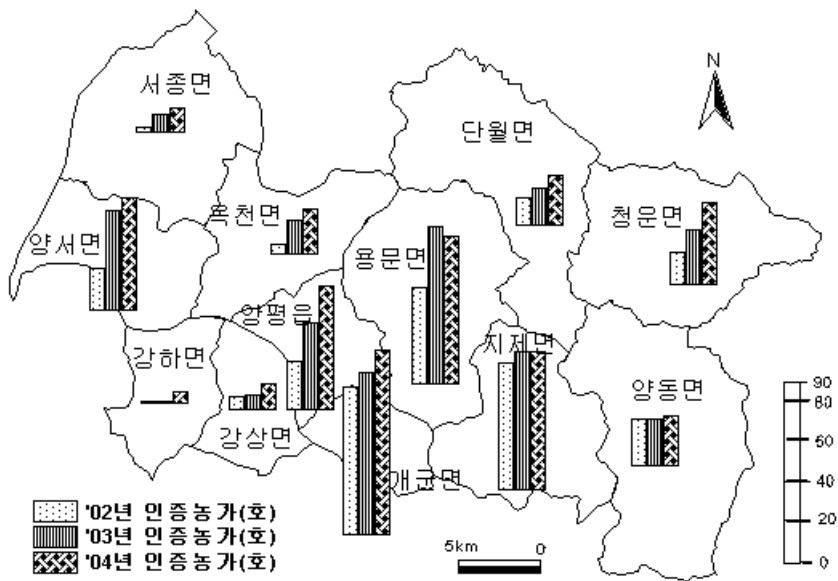 서종면
N
단월면
옥천면
청운면
양서면
용문면
양평읍
지제면
강하면
양동면
90
80
강상면
60
개군면
40
'02년 인증농가(호)
'03년 인증농가(호)
'04년 인증농가(호)
20
5km 0
0